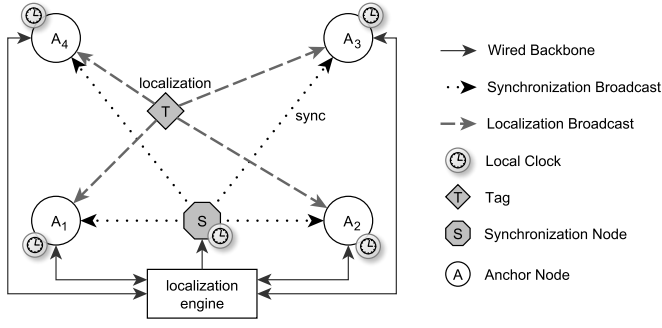 A4
A3
localization
T
sync
A1
S
A2
localization
engine
Wired Backbone
Synchronization Broadcast
Localization Broadcast
Local Clock
T Tag
S Synchronization Node
A Anchor Node